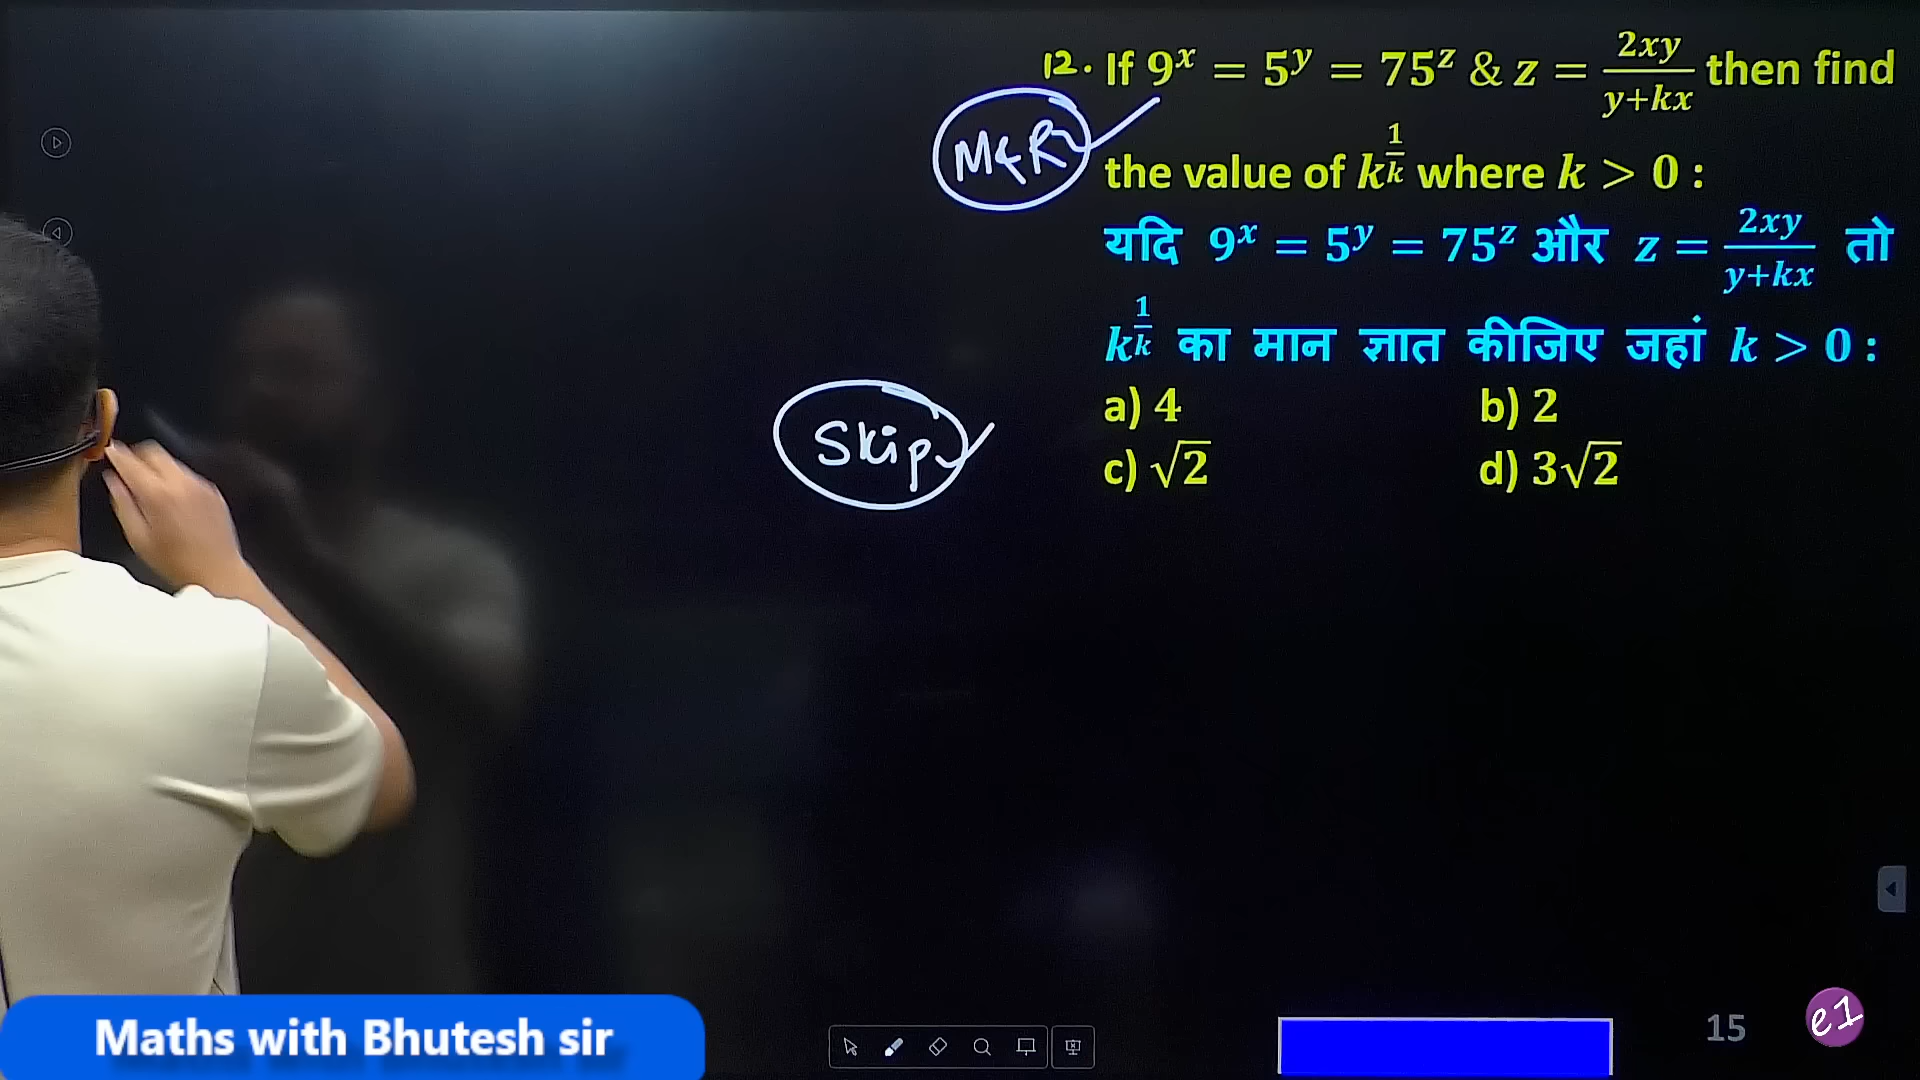 12. If 9^x = 5^y = 75^z & z = 2xy/(y+kx) then find
M&R
the value of k^(1/k) where k > 0 :
यदि 9^x = 5^y = 75^z और z = 2xy/(y+kx) तो
k^(1/k) का मान ज्ञात कीजिए जहां k > 0 :
a) 4 b) 2
Skip
c) √2 d) 3√2
Maths with Bhutesh sir
15
e1